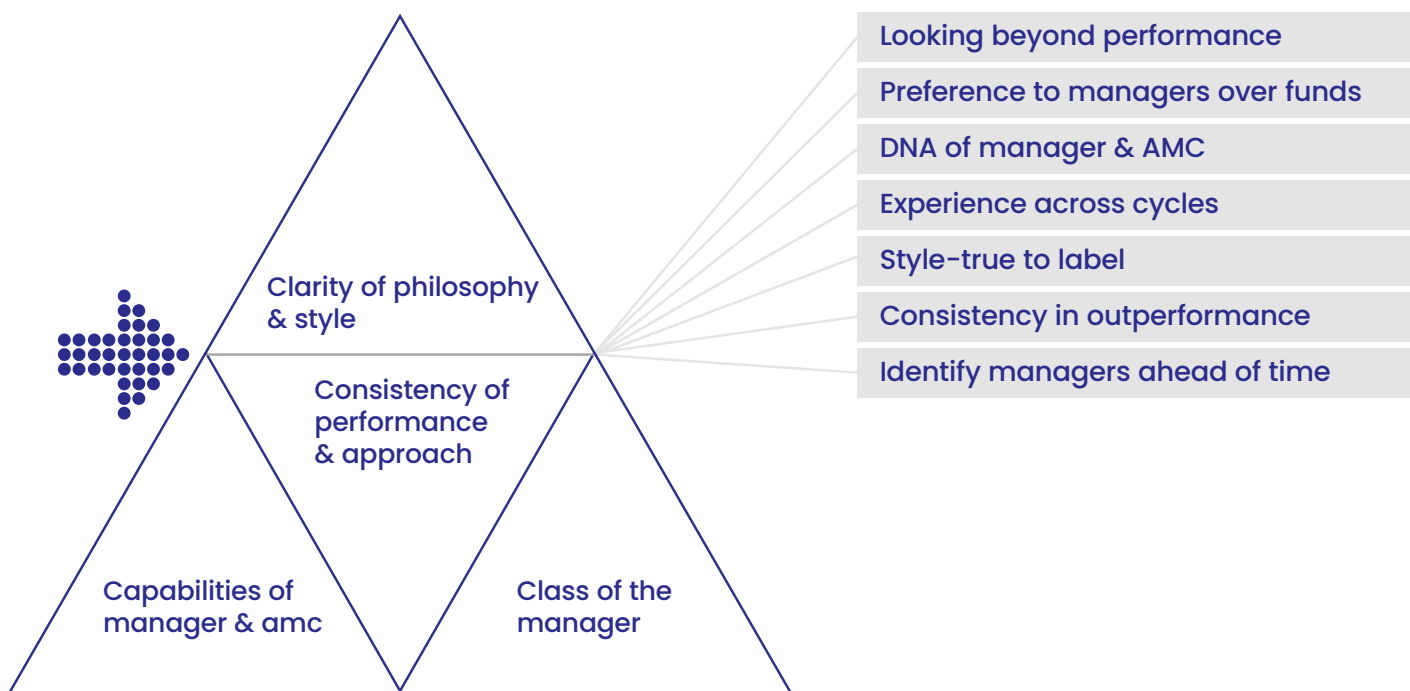 Looking beyond performance
Preference to managers over funds
DNA of manager & AMC
Experience across cycles
Style-true to label
Consistency in outperformance
Identify managers ahead of time
Clarity of philosophy
& style
Consistency of
performance
& approach
Capabilities of
manager & amc
Class of the
manager